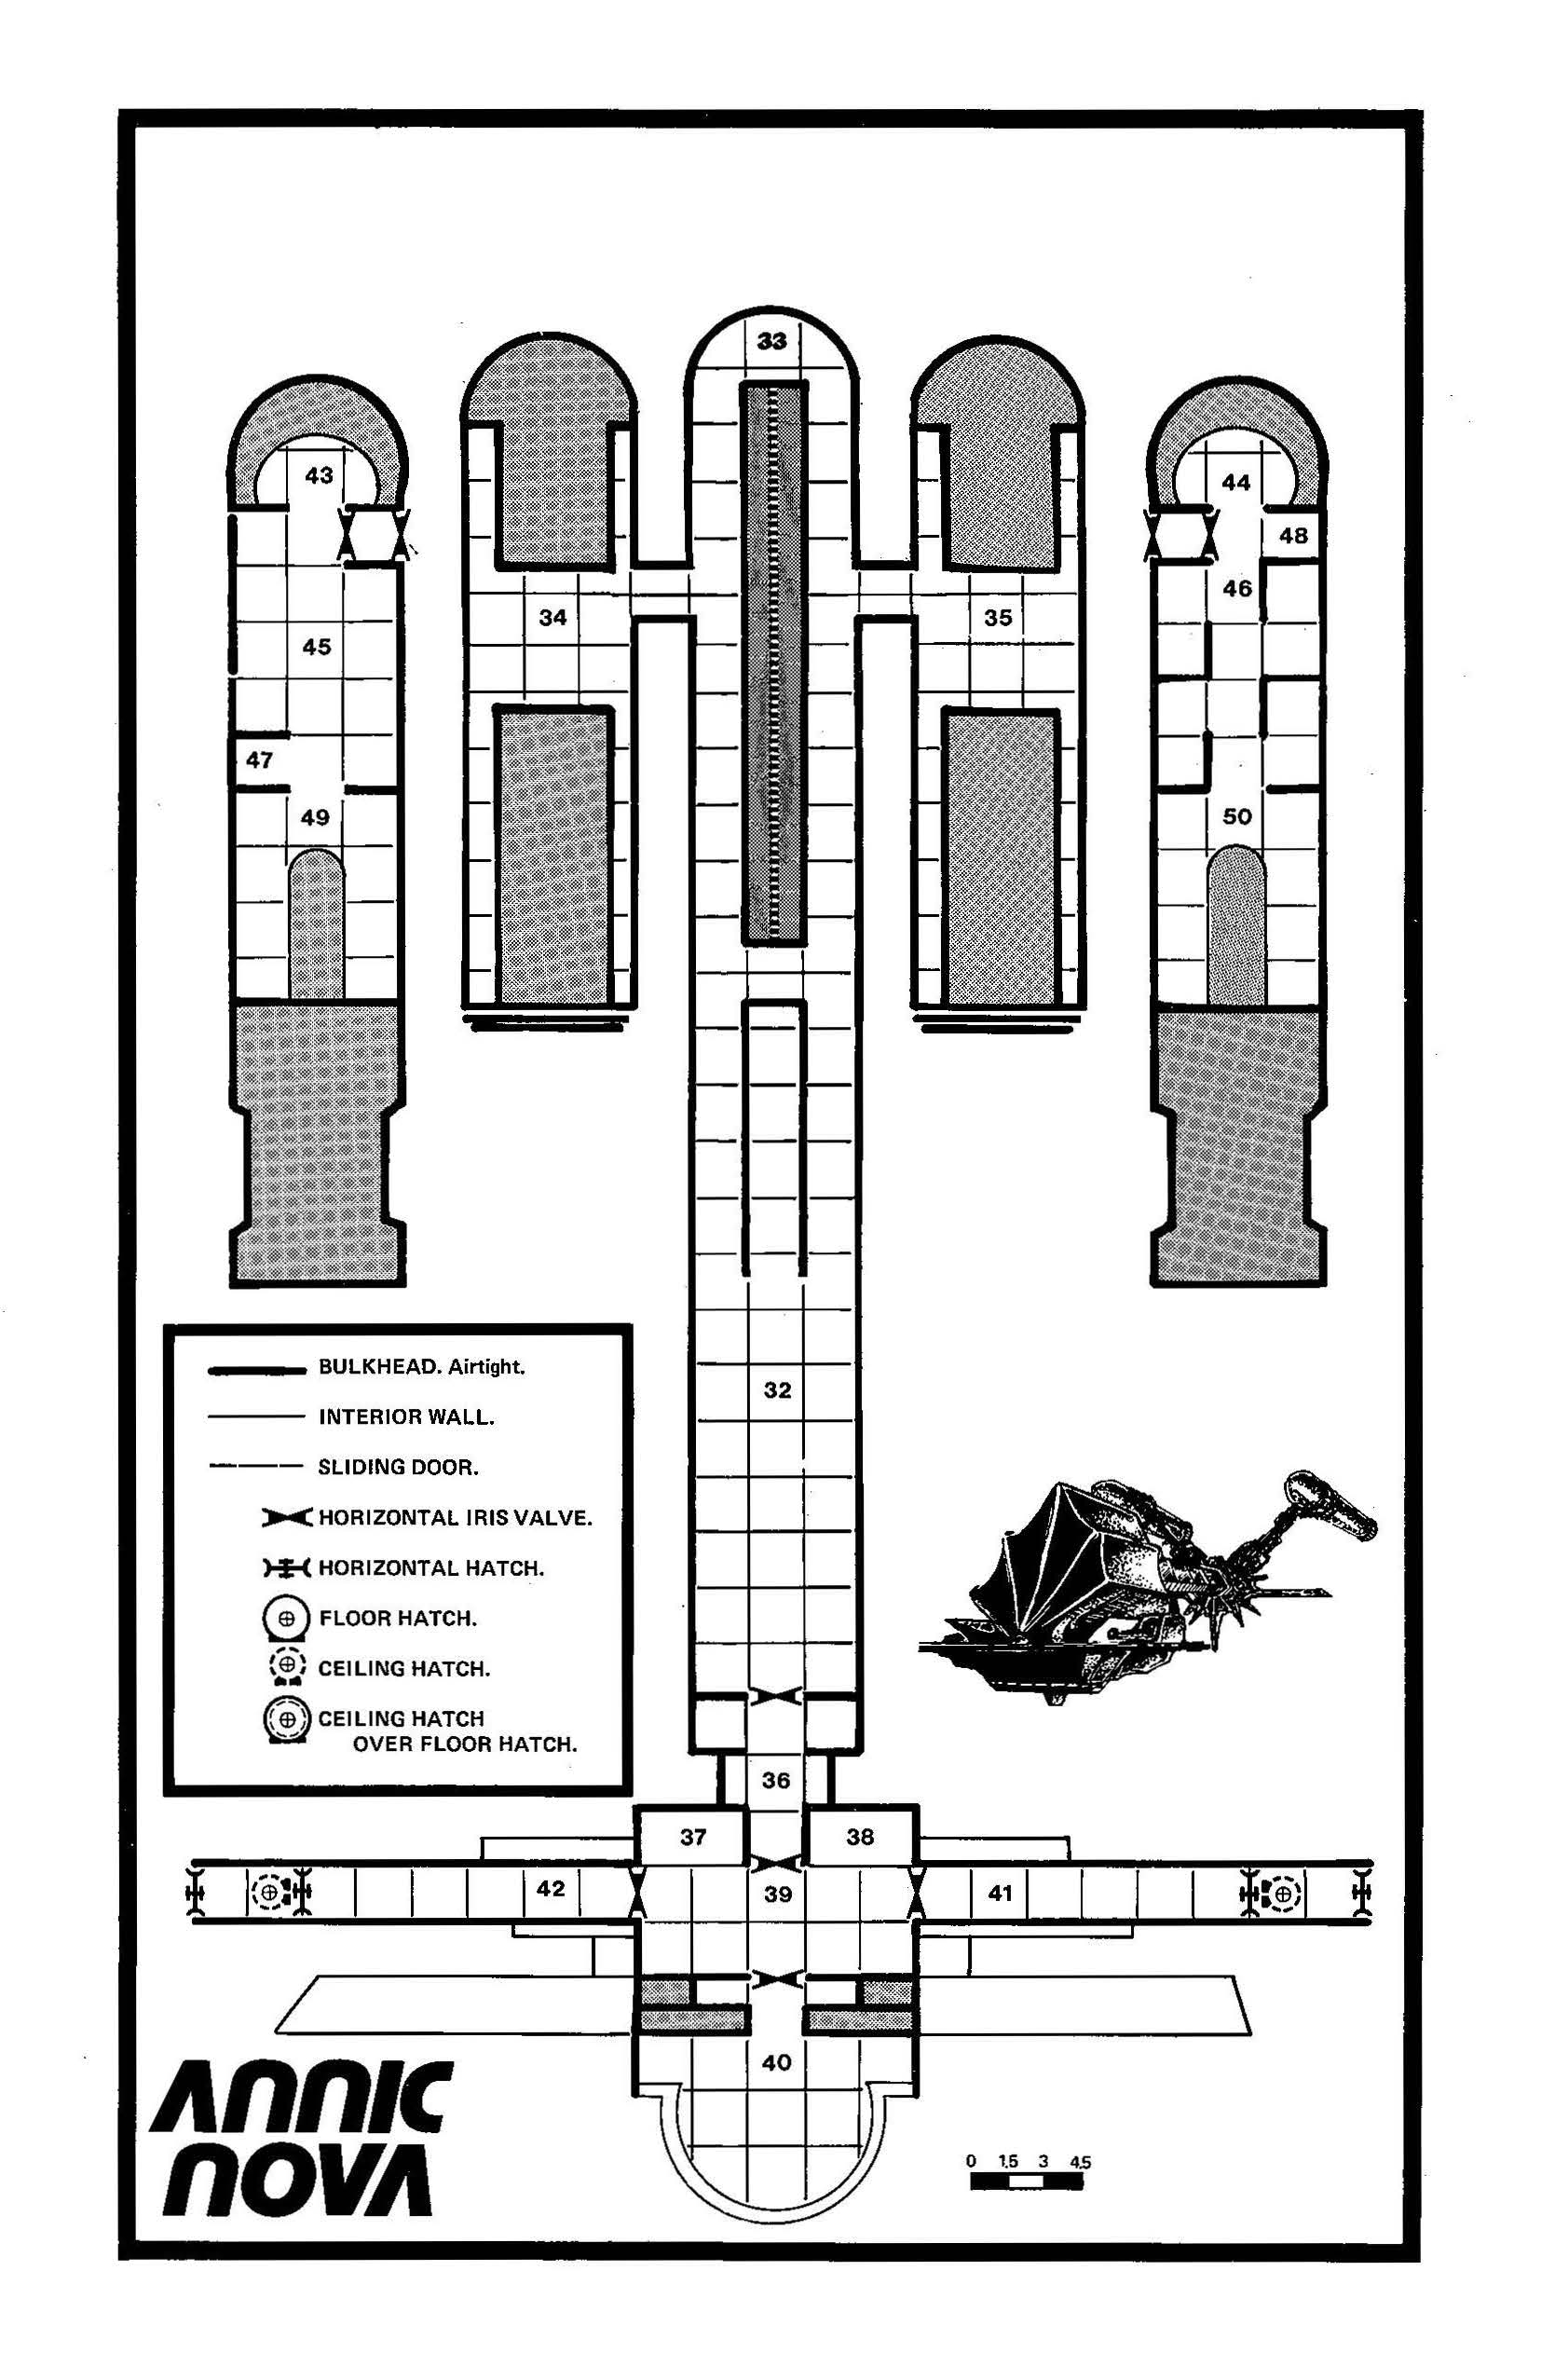 33
43
44
48
46
34
35
45
47
49
50
32
BULKHEAD. Airtight.
INTERIOR WALL.
SLIDING DOOR.
HORIZONTAL IRIS VALVE.
HORIZONTAL HATCH.
FLOOR HATCH.
CEILING HATCH.
CEILING HATCH
OVER FLOOR HATCH.
36
37
38
42
39
41
40
ANNIC
NOVA
0 1.5 3 4.5